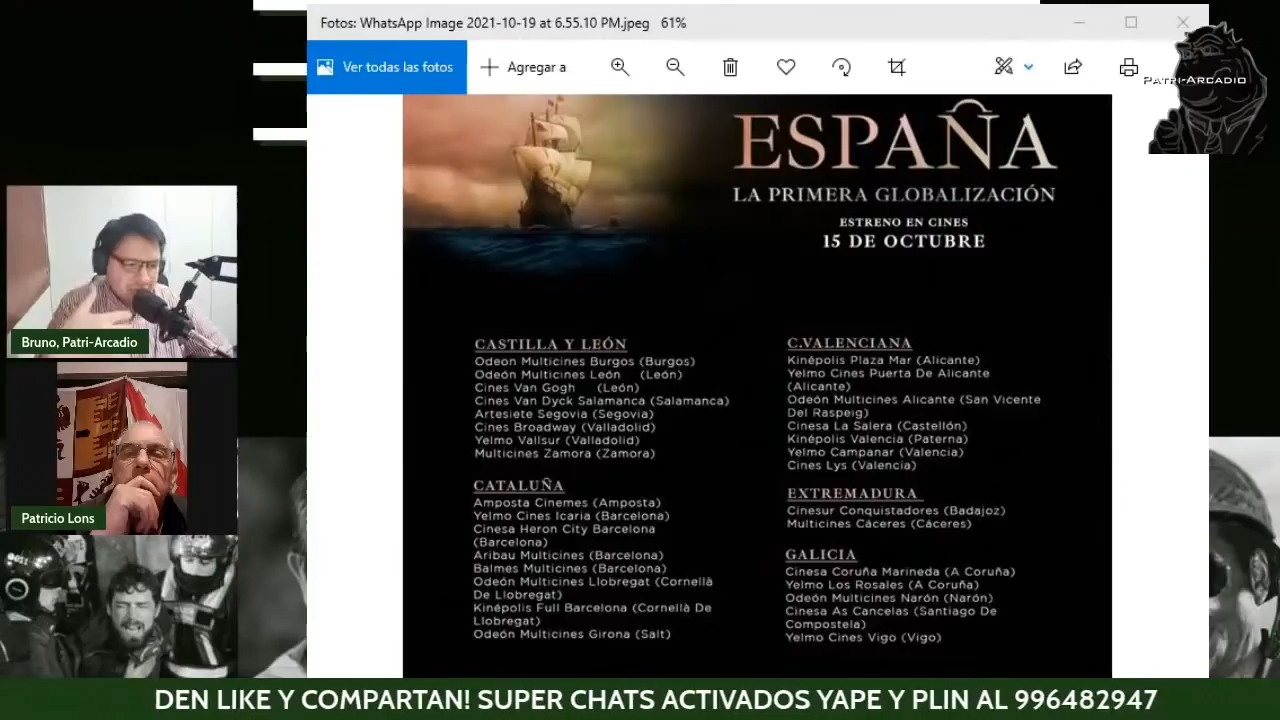 Fotos: WhatsApp Image 2021-10-19 at 6.55.10 PM.jpeg 61%
Ver todas las fotos
Agregar a
PATRI-ARCADIO
ESPAÑA
LA PRIMERA GLOBALIZACIÓN
ESTRENO EN CINES
15 DE OCTUBRE
CASTILLA Y LEÓN
Odeon Multicines Burgos (Burgos)
Odeon Multicines León (León)
Cines Van Gogh (León)
Cines Van Dyck Salamanca (Salamanca)
Artesiete Segovia (Segovia)
Cines Broadway (Valladolid)
Yelmo Vallsur (Valladolid)
Multicines Zamora (Zamora)
CATALUÑA
Amposta Cinemes (Amposta)
Yelmo Cines Icaria (Barcelona)
Cinesa Heron City Barcelona
(Barcelona)
Aribau Multicines (Barcelona)
Balmes Multicines (Barcelona)
Odeón Multicines Llobregat (Cornellà
De Llobregat)
Kinépolis Full Barcelona (Cornellà De
Llobregat)
Odeón Multicines Girona (Salt)
C.VALENCIANA
Kinépolis Plaza Mar (Alicante)
Yelmo Cines Puerta De Alicante
(Alicante)
Odeón Multicines Alicante (San Vicente
Del Raspeig)
Cinesa La Salera (Castellón)
Kinépolis Valencia (Paterna)
Yelmo Campanar (Valencia)
Cines Lys (Valencia)
EXTREMADURA
Cinesur Conquistadores (Badajoz)
Multicines Cáceres (Cáceres)
GALICIA
Cinesa Coruña Marineda (A Coruña)
Yelmo Los Rosales (A Coruña)
Odeón Multicines Narón (Narón)
Cinesa As Cancelas (Santiago De
Compostela)
Yelmo Cines Vigo (Vigo)
Bruno, Patri-Arcadio
Patricio Lons
DEN LIKE Y COMPARTAN! SUPER CHATS ACTIVADOS YAPE Y PLIN AL 996482947